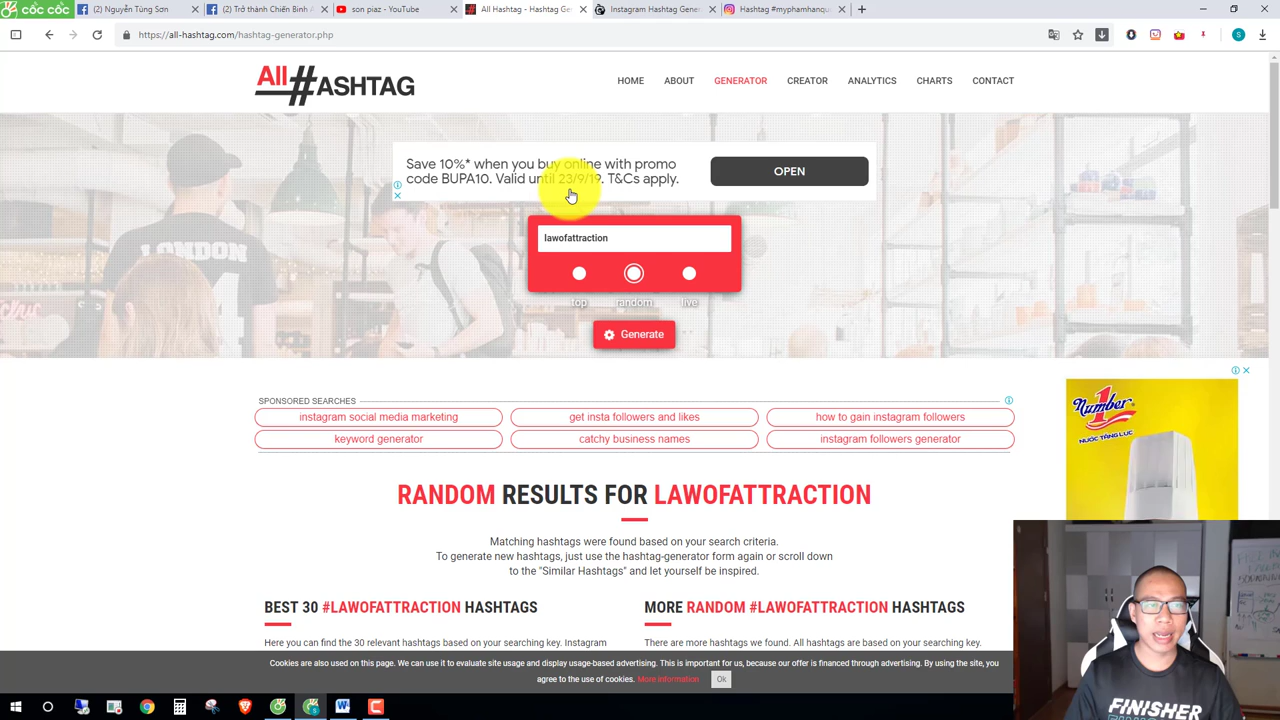 cốc cốc
(2) Nguyễn Tùng Sơn
(2) Trở thành Chiến Binh A
son piaz - YouTube
All Hashtag - Hashtag Ge
Instagram Hashtag Generat
Hashtag #myphamhanqu
https://all-hashtag.com/hashtag-generator.php
S
All #ASHTAG
HOME
ABOUT
GENERATOR
CREATOR
ANALYTICS
CHARTS
CONTACT
LONDON
Save 10%* when you buy online with promo
code BUPA10. Valid until 23/9/19. T&Cs apply.
OPEN
lawofattraction
top
random
live
Generate
SPONSORED SEARCHES
instagram social media marketing
get insta followers and likes
how to gain instagram followers
keyword generator
catchy business names
instagram followers generator
Number 1
NƯỚC TĂNG LỰC
RANDOM RESULTS FOR LAWOFATTRACTION
Matching hashtags were found based on your search criteria.
To generate new hashtags, just use the hashtag-generator form again or scroll down
to the "Similar Hashtags" and let yourself be inspired.
BEST 30 #LAWOFATTRACTION HASHTAGS
MORE RANDOM #LAWOFATTRACTION HASHTAGS
Here you can find the 30 relevant hashtags based on your searching key. Instagram
There are more hashtags we found. All hashtags are based on your searching key.
Cookies are also used on this page. We can use it to evaluate site usage and display usage-based advertising. This is important for us, because our offer is financed through advertising. By using the site, you
agree to the use of cookies. More information
Ok
FINISHER